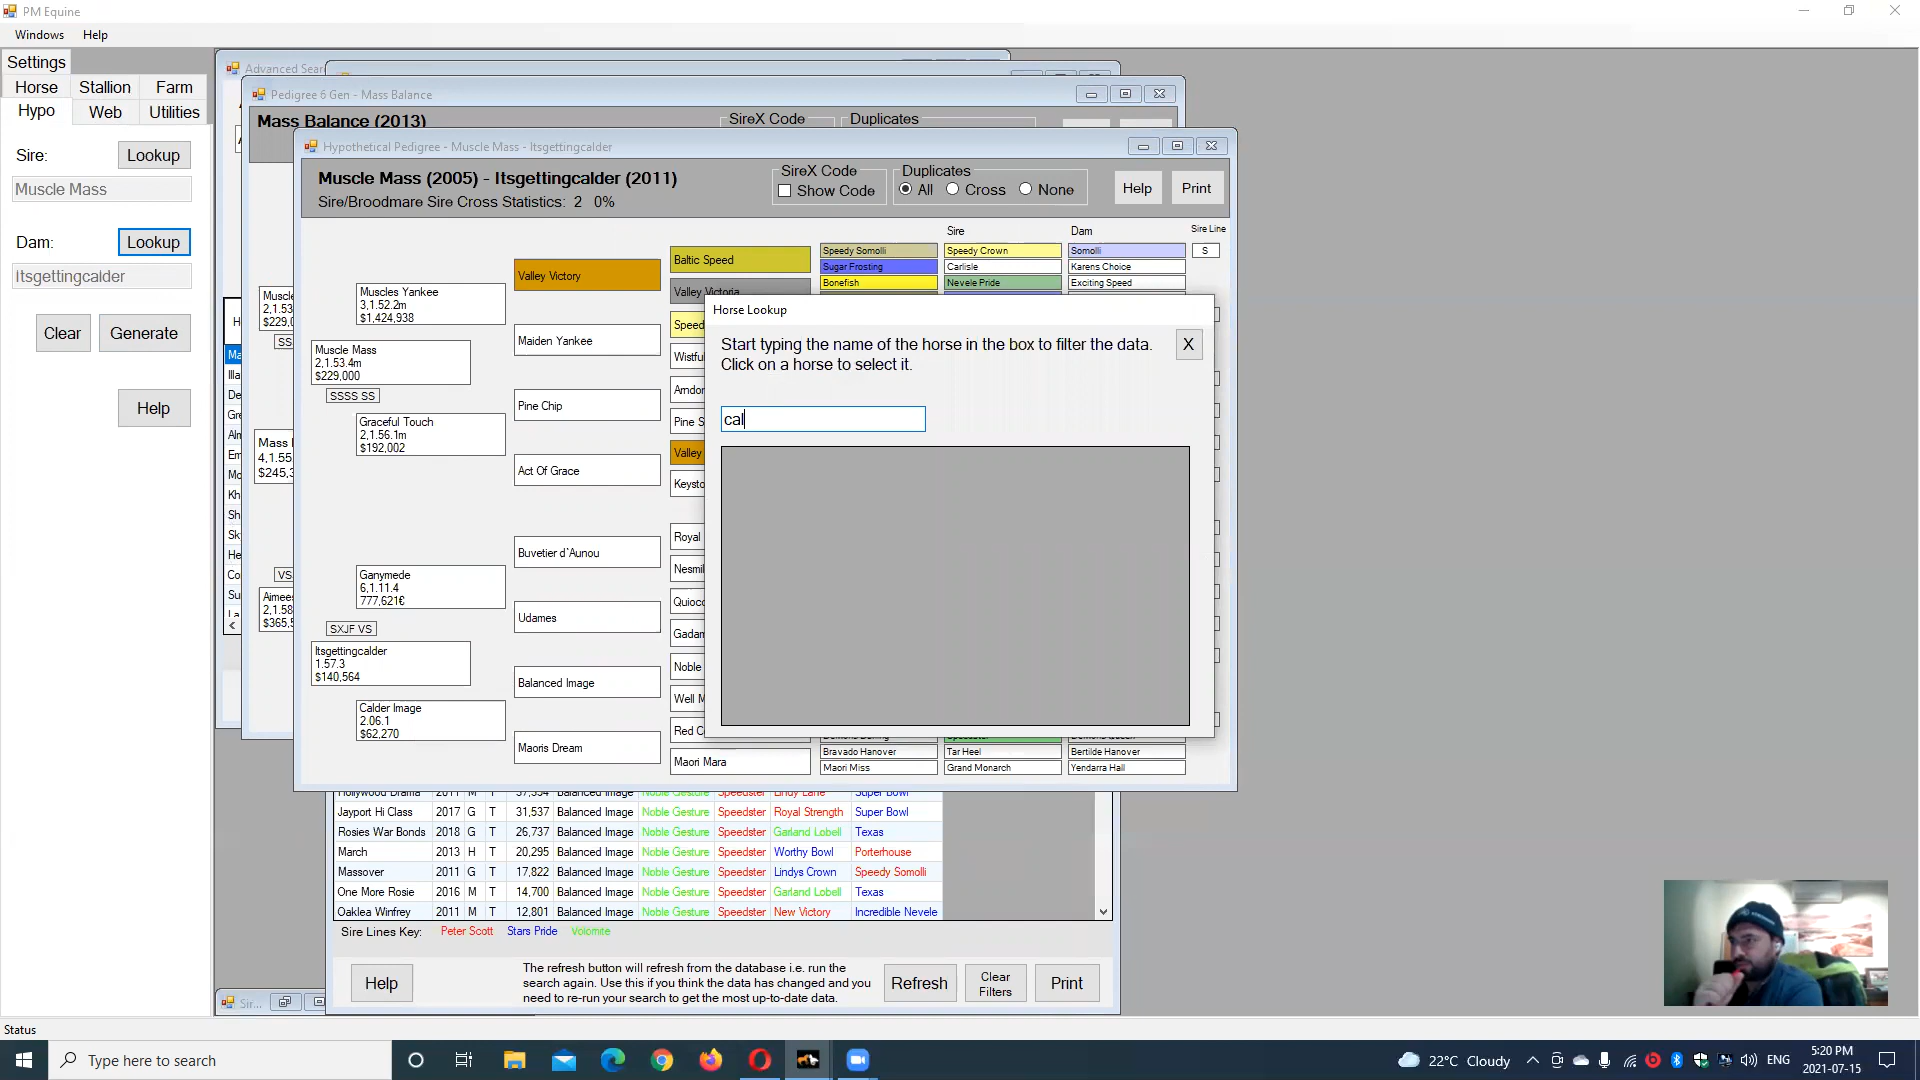 PM Equine
Windows Help
Settings
Horse Stallion Farm
Hypo Web Utilities
Sire: Lookup
Muscle Mass
Dam: Lookup
Itsgettingcalder
Clear Generate
Help
Pedigree 6 Gen - Mass Balance
Mass Balance (2013)
SireX Code Duplicates
Hypothetical Pedigree - Muscle Mass - Itsgettingcalder
Muscle Mass (2005) - Itsgettingcalder (2011)
Sire/Broodmare Sire Cross Statistics: 2 0%
SireX Code
Show Code
Duplicates
All Cross None
Help Print
Sire Dam Sire Line
Muscles Yankee
3,1.52.2m
$1,424,938
Muscle Mass
2,1.53.4m
$229,000
SSSS SS
Graceful Touch
2,1.56.1m
$192,002
Ganymede
6,1.11.4
777,621€
SXJF VS
Itsgettingcalder
1.57.3
$140,564
Calder Image
2.06.1
$62,270
Valley Victory
Maiden Yankee
Pine Chip
Act Of Grace
Buvetier d`Aunou
Udames
Balanced Image
Maoris Dream
Baltic Speed
Valley Victoria
Maori Mara
Speedy Somolli Speedy Crown Somolli S
Sugar Frosting Carlisle Karens Choice
Bonefish Nevele Pride Exciting Speed
Bravado Hanover Tar Heel Bertilde Hanover
Maori Miss Grand Monarch Yendarra Hall
Horse Lookup
Start typing the name of the horse in the box to filter the data.
Click on a horse to select it.
X
cal
Jayport Hi Class 2017 G T 31,537 Balanced Image Noble Gesture Speedster Royal Strength Super Bowl
Rosies War Bonds 2018 G T 26,737 Balanced Image Noble Gesture Speedster Garland Lobell Texas
March 2013 H T 20,295 Balanced Image Noble Gesture Speedster Worthy Bowl Porterhouse
Massover 2011 G T 17,822 Balanced Image Noble Gesture Speedster Lindys Crown Speedy Somolli
One More Rosie 2016 M T 14,700 Balanced Image Noble Gesture Speedster Garland Lobell Texas
Oaklea Winfrey 2011 M T 12,801 Balanced Image Noble Gesture Speedster New Victory Incredible Nevele
Sire Lines Key: Peter Scott Stars Pride Volomite
Help
The refresh button will refresh from the database i.e. run the
search again. Use this if you think the data has changed and you
need to re-run your search to get the most up-to-date data.
Refresh
Clear
Filters
Print
Status
Type here to search
22°C Cloudy
ENG
5:20 PM
2021-07-15